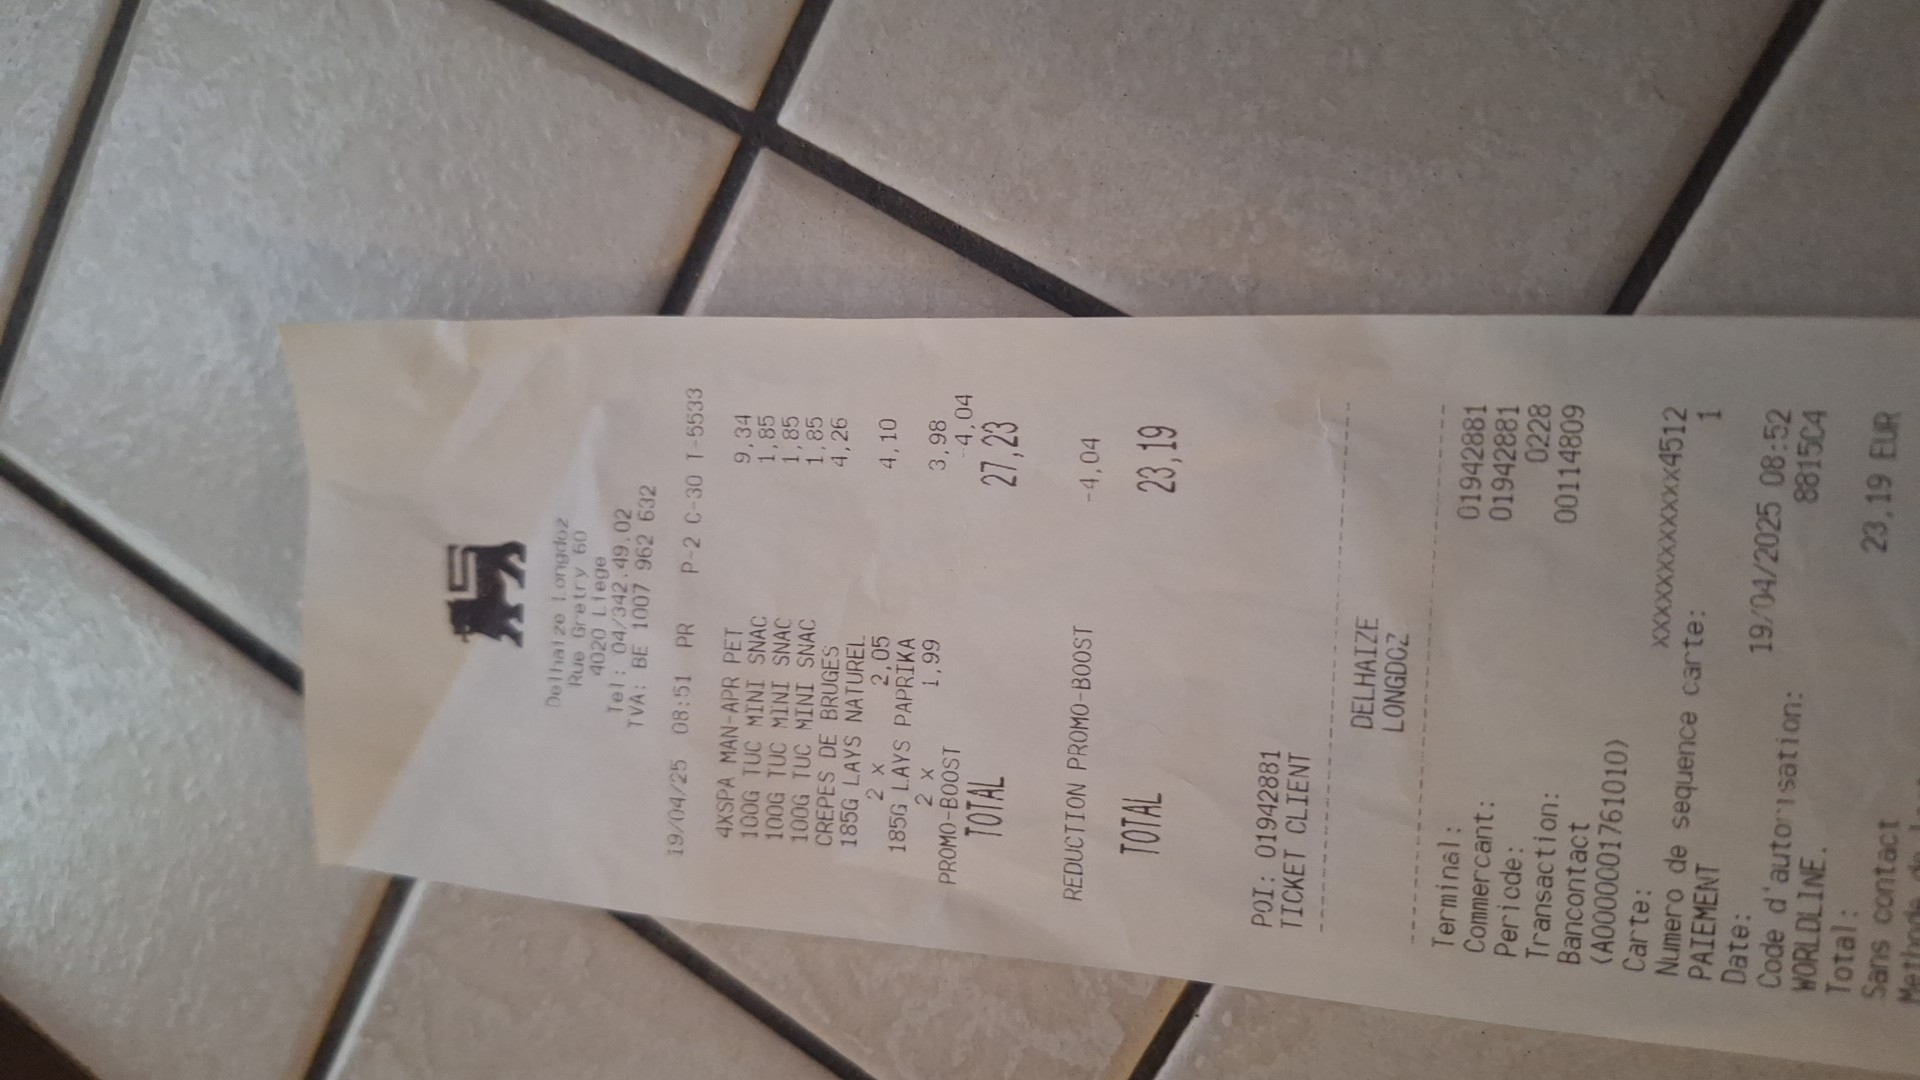 Delhaize Longdoz
Rue Gretry 60
4020 Liege
Tel: 04/342.49.02
TVA: BE 1007 962 632
19/04/25 08:51 PR P-2 C-30 T-5533
4XSPA MAN-APR PET 9,34
100G TUC MINI SNAC 1,85
100G TUC MINI SNAC 1,85
100G TUC MINI SNAC 1,85
CREPES DE BRUGES 4,26
185G LAYS NATUREL
2 x 2,05 4,10
185G LAYS PAPRIKA
2 x 1,99 3,98
PROMO-BOOST -4,04
TOTAL 27,23
REDUCTION PROMO-BOOST -4,04
TOTAL 23,19
POI: 01942881
TICKET CLIENT
DELHAIZE
LONGDOZ
Terminal: 01942881
Commercant: 01942881
Periode: 0228
Transaction: 00114809
Bancontact
(A0000001761010)
Carte: XXXXXXXXXXXXX4512
Numero de sequence carte: 1
PAIEMENT
Date: 19/04/2025 08:52
Code d'autorisation: 8815C4
WORLDLINE.
Total: 23,19 EUR
Sans contact
Methode de